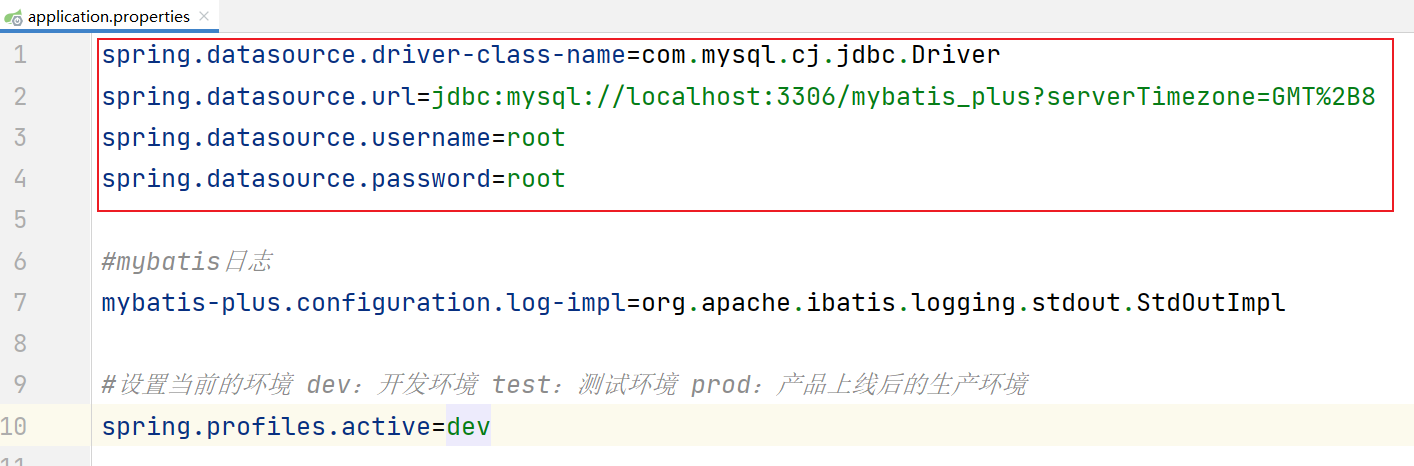 application.properties
1 spring.datasource.driver-class-name=com.mysql.cj.jdbc.Driver
2 spring.datasource.url=jdbc:mysql://localhost:3306/mybatis_plus?serverTimezone=GMT%2B8
3 spring.datasource.username=root
4 spring.datasource.password=root
5
6 #mybatis日志
7 mybatis-plus.configuration.log-impl=org.apache.ibatis.logging.stdout.StdOutImpl
8
9 #设置当前的环境 dev：开发环境 test：测试环境 prod：产品上线后的生产环境
10 spring.profiles.active=dev
11